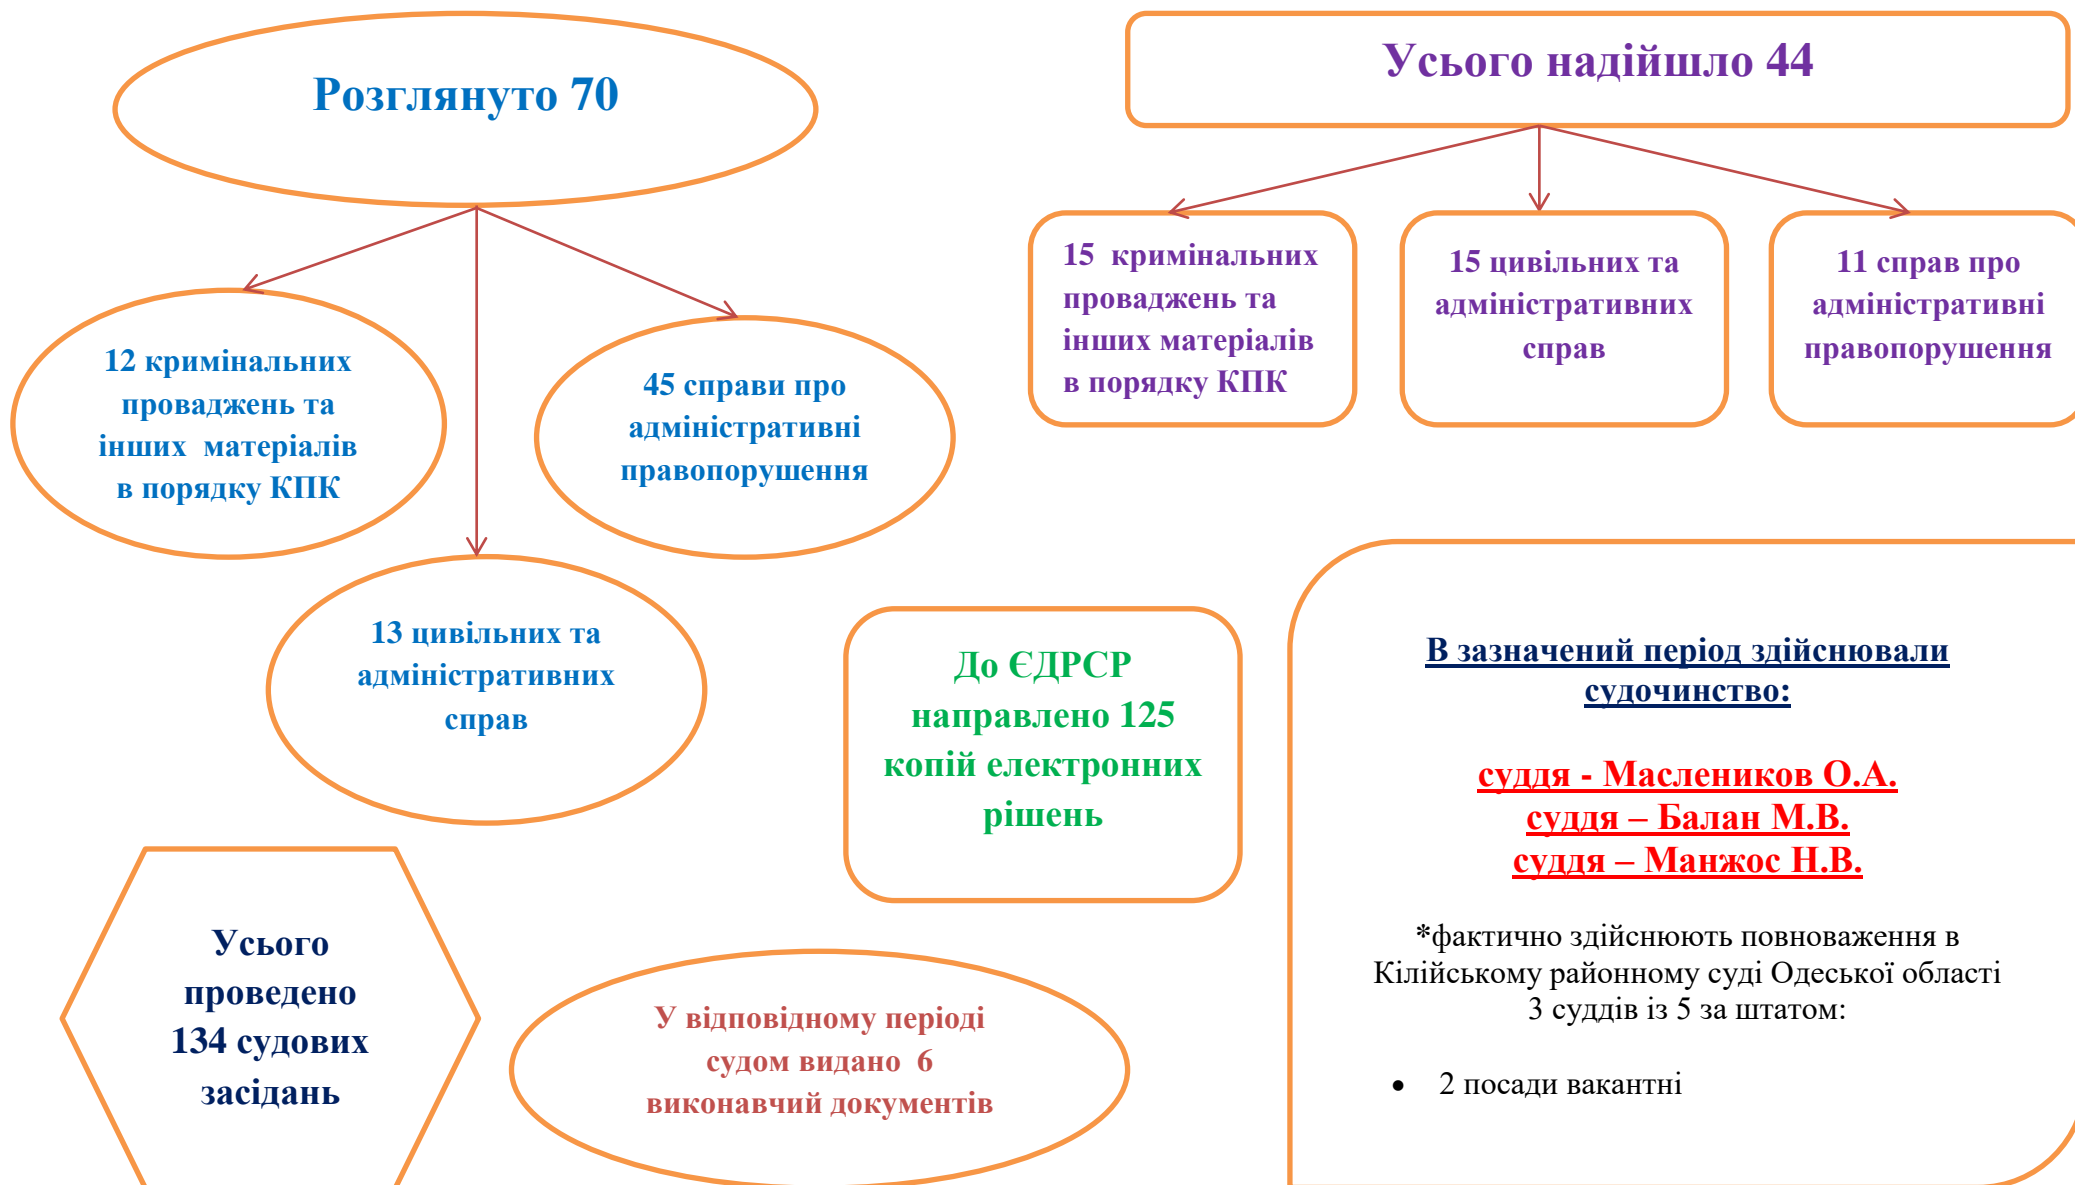 Розглянуто 70
Усього надійшло 44
12 кримінальних
проваджень та
інших матеріалів
в порядку КПК
45 справи про
адміністративні
правопорушення
13 цивільних та
адміністративних
справ
15 кримінальних
проваджень та
інших матеріалів
в порядку КПК
15 цивільних та
адміністративних
справ
11 справ про
адміністративні
правопорушення
До ЄДРСР
направлено 125
копій електронних
рішень
В зазначений період здійснювали
судочинство:
суддя - Маслеников О.А.
суддя – Балан М.В.
суддя – Манжос Н.В.
*фактично здійснюють повноваження в
Кілійському районному суді Одеської області
3 суддів із 5 за штатом:
• 2 посади вакантні
Усього
проведено
134 судових
засідань
У відповідному періоді
судом видано 6
виконавчий документів